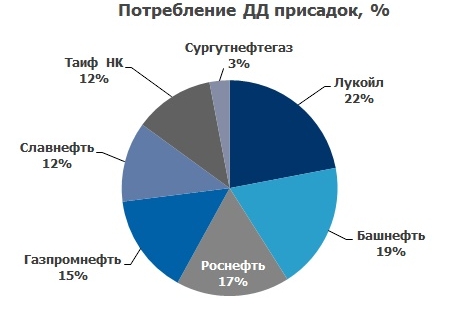 Потребление ДД присадок, %
Сургутнефтегаз
3%
Лукойл
22%
Башнефть
19%
Роснефть
17%
Газпромнефть
15%
Славнефть
12%
Таиф НК
12%